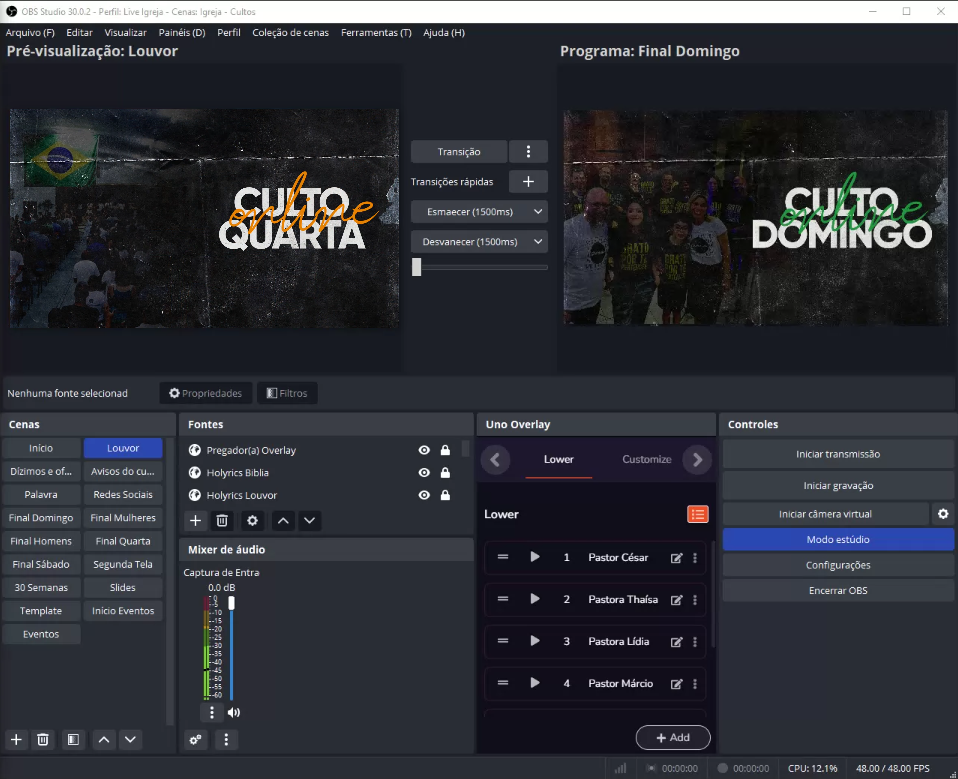 OBS Studio 30.0.2 - Perfil: Live Igreja - Cenas: Igreja - Cultos
Arquivo (F) Editar Visualizar Painéis (D) Perfil Coleção de cenas Ferramentas (T) Ajuda (H)
Pré-visualização: Louvor
Programa: Final Domingo
CULTO
online
QUARTA
Transição
Transições rápidas
Esmaecer (1500ms)
Desvanecer (1500ms)
CULTO
online
DOMINGO
Nenhuma fonte selecionad
Propriedades
Filtros
Cenas
Início Louvor
Dízimos e of... Avisos do cu...
Palavra Redes Sociais
Final Domingo Final Mulheres
Final Homens Final Quarta
Final Sábado Segunda Tela
30 Semanas Slides
Template Início Eventos
Eventos
Fontes
Pregador(a) Overlay
Holyrics Biblia
Holyrics Louvor
Mixer de áudio
Captura de Entra
0.0 dB
0
-5
-10
-15
-20
-25
-30
-35
-40
-45
-50
-55
-60
Uno Overlay
Lower Customize
Lower
1 Pastor César
2 Pastora Thaísa
3 Pastora Lídia
4 Pastor Márcio
+ Add
Controles
Iniciar transmissão
Iniciar gravação
Iniciar câmera virtual
Modo estúdio
Configurações
Encerrar OBS
00:00:00 00:00:00 CPU: 12.1% 48.00 / 48.00 FPS